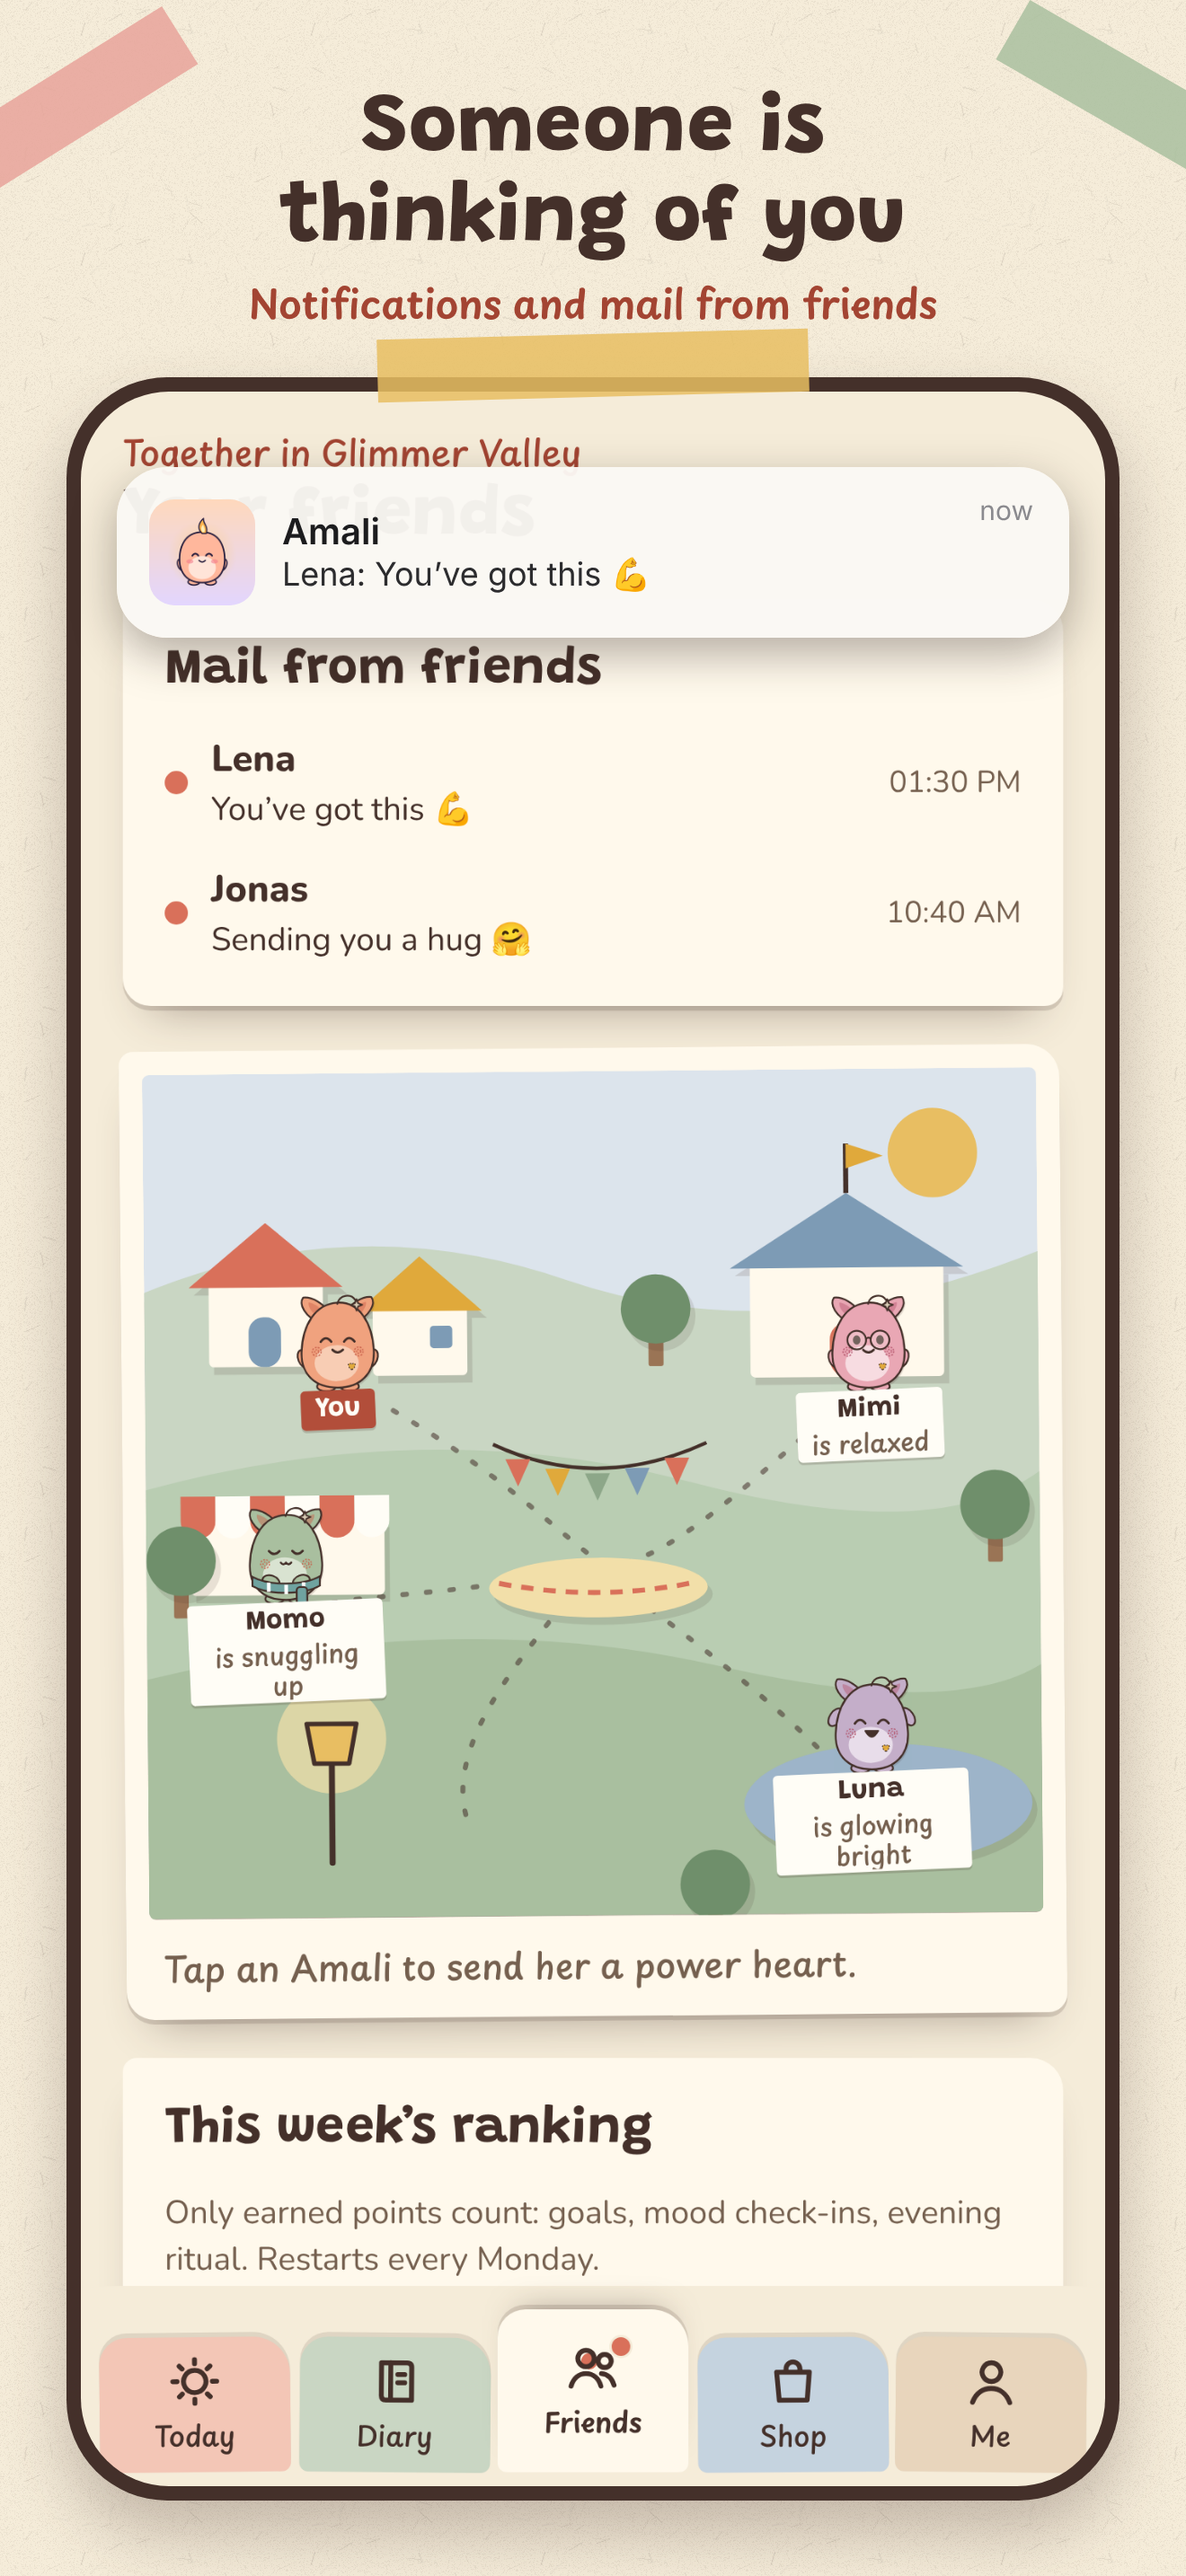 Someone is
thinking of you
Notifications and mail from friends
Together in Glimmer Valley
Your friends
Amali
now
Lena: You’ve got this 💪
Mail from friends
Lena
You’ve got this 💪
01:30 PM
Jonas
Sending you a hug 🤗
10:40 AM
You
Mimi
is relaxed
Momo
is snuggling
up
Luna
is glowing
bright
Tap an Amali to send her a power heart.
This week’s ranking
Only earned points count: goals, mood check-ins, evening
ritual. Restarts every Monday.
Today
Diary
Friends
Shop
Me